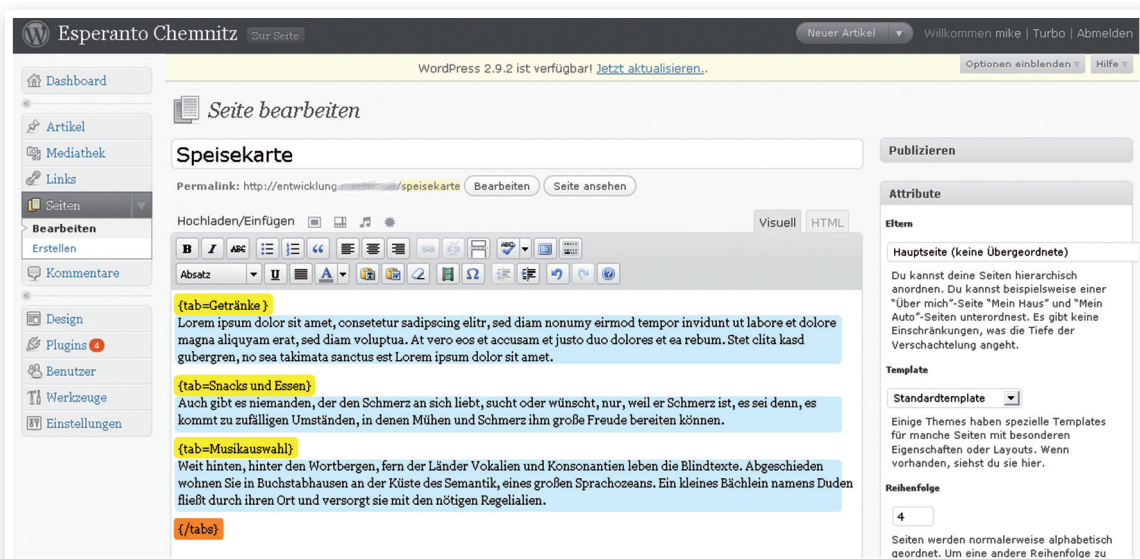 Esperanto Chemnitz Zur Seite
Neuer Artikel
Willkommen mike | Turbo | Abmelden
WordPress 2.9.2 ist verfügbar! Jetzt aktualisieren..
Optionen einblenden
Hilfe
Dashboard
Artikel
Mediathek
Links
Seiten
Bearbeiten
Erstellen
Kommentare
Design
Plugins 4
Benutzer
Werkzeuge
Einstellungen
Seite bearbeiten
Speisekarte
Permalink: http://entwicklung. /speisekarte Bearbeiten Seite ansehen
Hochladen/Einfügen
Visuell HTML
B I ABC
Absatz U A
{tab=Getränke }
Lorem ipsum dolor sit amet, consetetur sadipscing elitr, sed diam nonumy eirmod tempor invidunt ut labore et dolore
magna aliquyam erat, sed diam voluptua. At vero eos et accusam et justo duo dolores et ea rebum. Stet clita kasd
gubergren, no sea takimata sanctus est Lorem ipsum dolor sit amet.
{tab=Snacks und Essen}
Auch gibt es niemanden, der den Schmerz an sich liebt, sucht oder wünscht, nur, weil er Schmerz ist, es sei denn, es
kommt zu zufälligen Umständen, in denen Mühen und Schmerz ihm große Freude bereiten können.
{tab=Musikauswahl}
Weit hinten, hinter den Wortbergen, fern der Länder Vokalien und Konsonantien leben die Blindtexte. Abgeschieden
wohnen Sie in Buchstabhausen an der Küste des Semantik, eines großen Sprachozeans. Ein kleines Bächlein namens Duden
fließt durch ihren Ort und versorgt sie mit den nötigen Regelialien.
{/tabs}
Publizieren
Attribute
Eltern
Hauptseite (keine Übergeordnete)
Du kannst deine Seiten hierarchisch
anordnen. Du kannst beispielsweise einer
"Über mich"-Seite "Mein Haus" und "Mein
Auto"-Seiten unterordnest. Es gibt keine
Einschränkungen, was die Tiefe der
Verschachtelung angeht.
Template
Standardtemplate
Einige Themes haben spezielle Templates
für manche Seiten mit besonderen
Eigenschaften oder Layouts. Wenn
vorhanden, siehst du sie hier.
Reihenfolge
4
Seiten werden normalerweise alphabetisch
geordnet. Um eine andere Reihenfolge zu